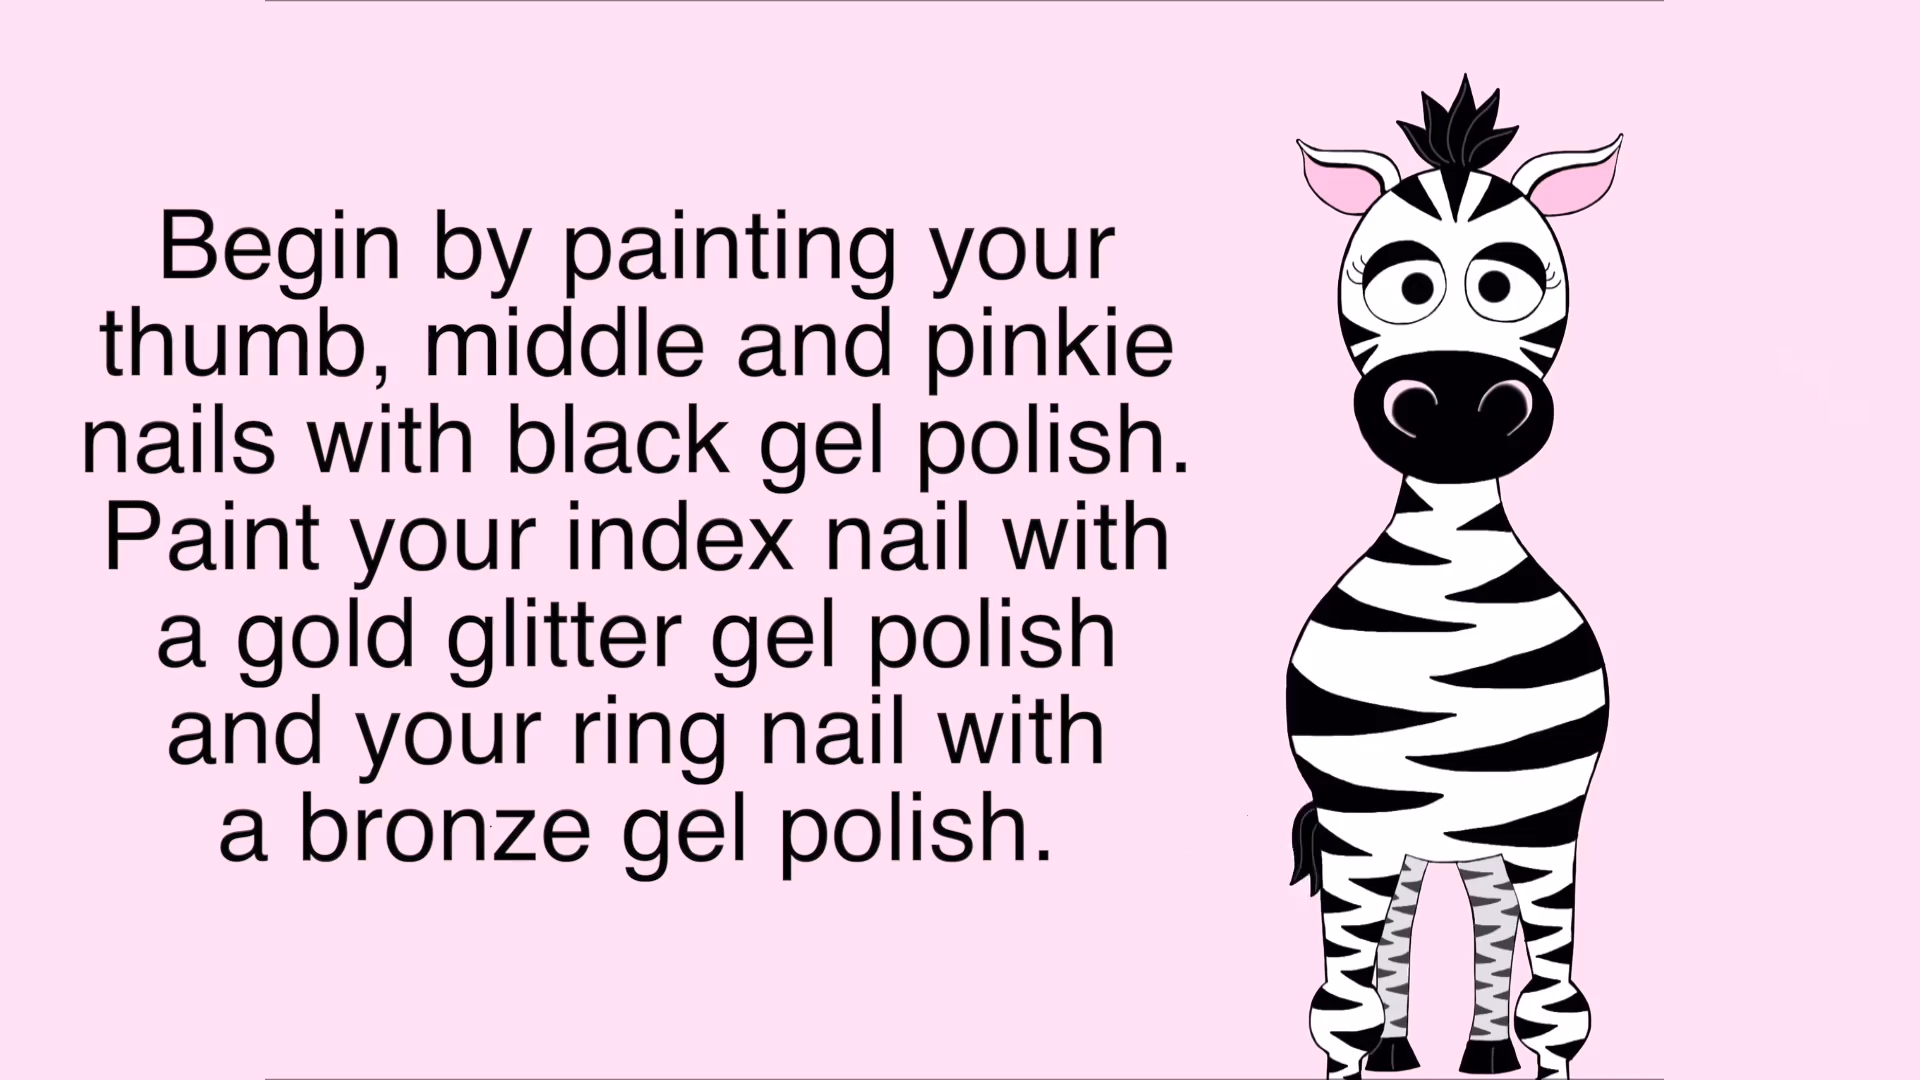 Begin by painting your
thumb, middle and pinkie
nails with black gel polish.
Paint your index nail with
a gold glitter gel polish
and your ring nail with
a bronze gel polish.